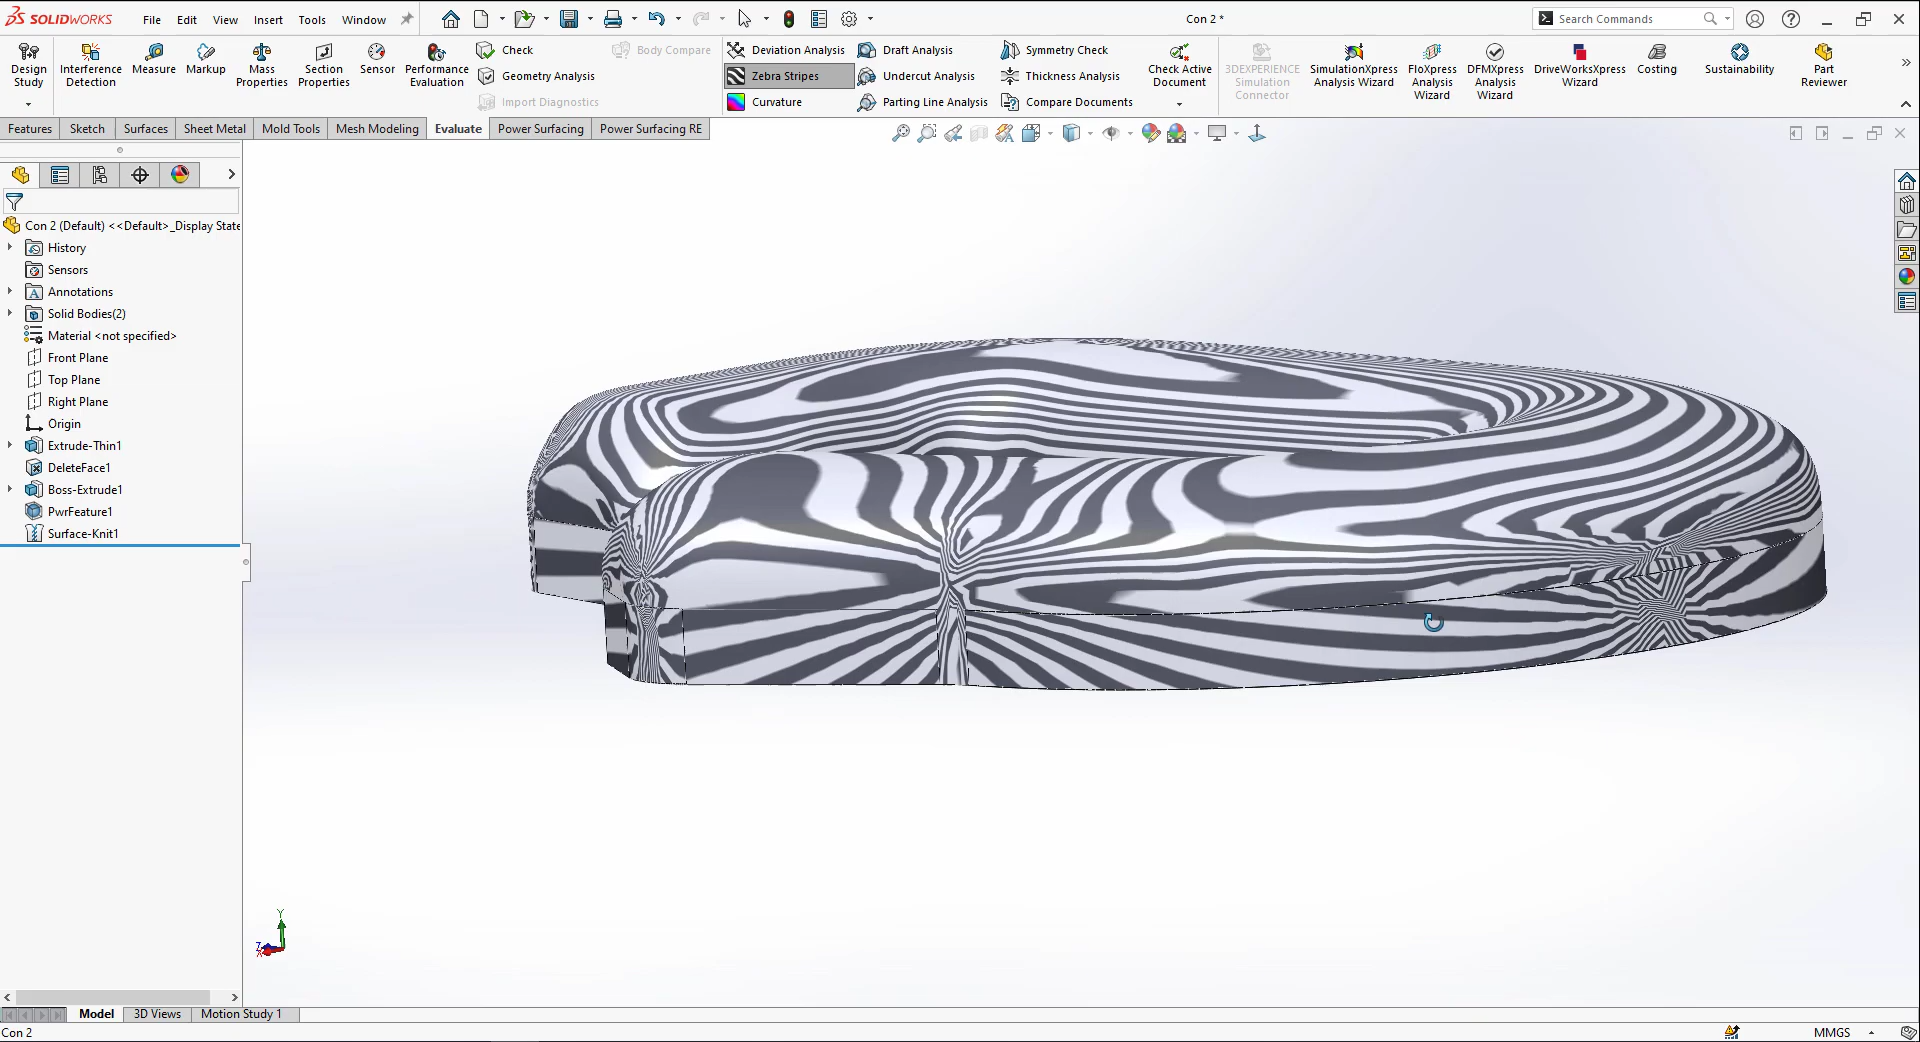 SOLIDWORKS File Edit View Insert Tools Window Con 2 * Search Commands
Design Study
Interference Detection
Measure
Markup
Mass Properties
Section Properties
Sensor
Performance Evaluation
Check
Geometry Analysis
Import Diagnostics
Body Compare
Deviation Analysis
Zebra Stripes
Curvature
Draft Analysis
Undercut Analysis
Parting Line Analysis
Symmetry Check
Thickness Analysis
Compare Documents
Check Active Document
3DEXPERIENCE Simulation Connector
SimulationXpress Analysis Wizard
FloXpress Analysis Wizard
DFMXpress Analysis Wizard
DriveWorksXpress Wizard
Costing
Sustainability
Part Reviewer
Features Sketch Surfaces Sheet Metal Mold Tools Mesh Modeling Evaluate Power Surfacing Power Surfacing RE
Con 2 (Default) <<Default>_Display State
History
Sensors
Annotations
Solid Bodies(2)
Material <not specified>
Front Plane
Top Plane
Right Plane
Origin
Extrude-Thin1
DeleteFace1
Boss-Extrude1
PwrFeature1
Surface-Knit1
Y
Z
X
Model 3D Views Motion Study 1
Con 2 MMGS